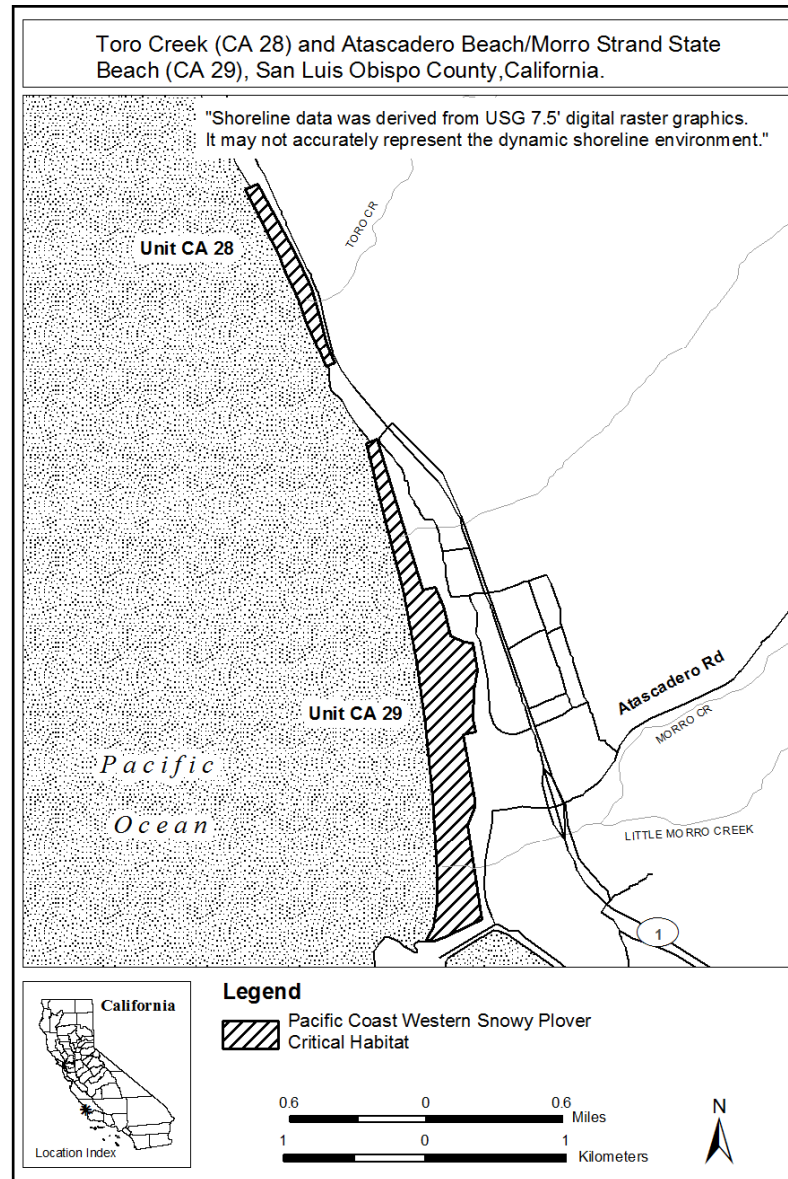 Toro Creek (CA 28) and Atascadero Beach/Morro Strand State
Beach (CA 29), San Luis Obispo County,California.
"Shoreline data was derived from USG 7.5' digital raster graphics.
It may not accurately represent the dynamic shoreline environment."
TORO CR
Unit CA 28
Unit CA 29
Atascadero Rd
MORRO CR
Pacific
Ocean
LITTLE MORRO CREEK
1
California
Location Index
Legend
Pacific Coast Western Snowy Plover
Critical Habitat
0.6 0 0.6
Miles
1 0 1
Kilometers
N